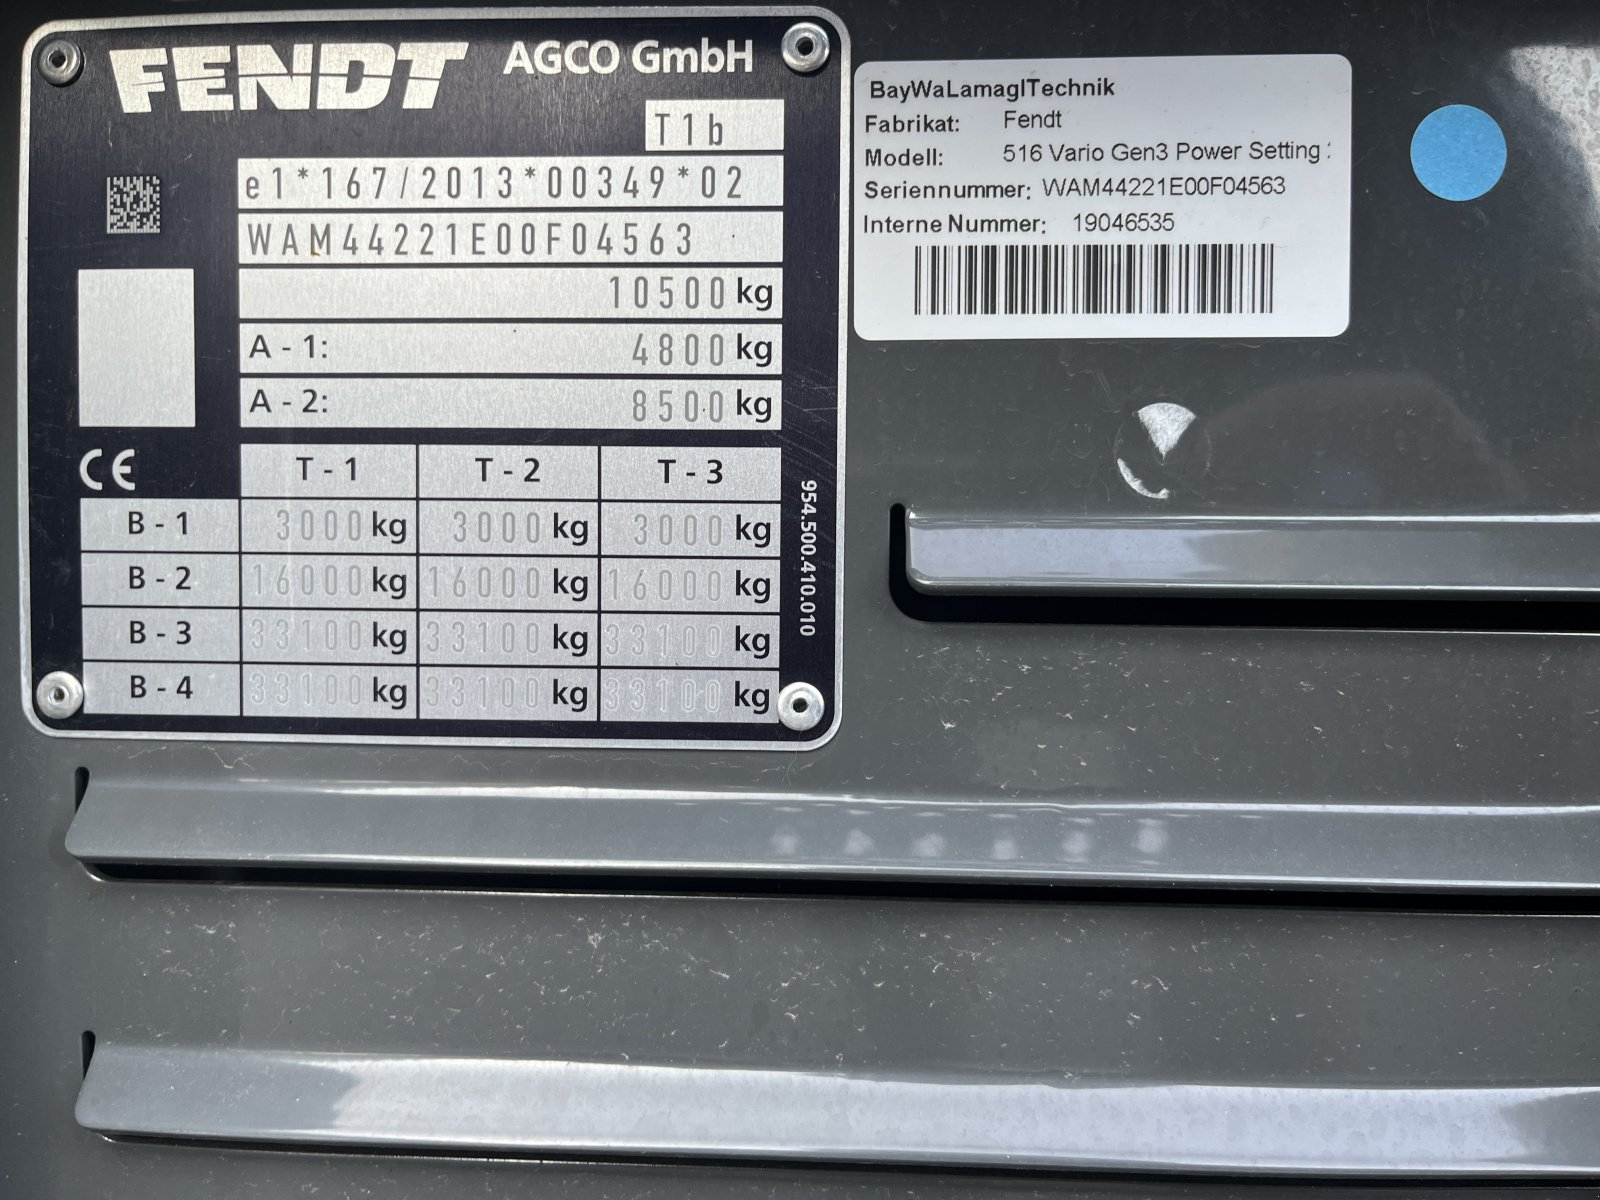 FENDT AGCO GmbH
T1b
e1*167/2013*00349*02
WAM44221E00F04563
10500 kg
A - 1: 4800 kg
A - 2: 8500 kg
CE T - 1 T - 2 T - 3
B - 1 3000 kg 3000 kg 3000 kg
B - 2 16000 kg 16000 kg 16000 kg
B - 3 33100 kg 33100 kg 33100 kg
B - 4 33100 kg 33100 kg 33100 kg
954.500.410.010
BayWaLamaglTechnik
Fabrikat: Fendt
Modell: 516 Vario Gen3 Power Setting
Seriennummer: WAM44221E00F04563
Interne Nummer: 19046535